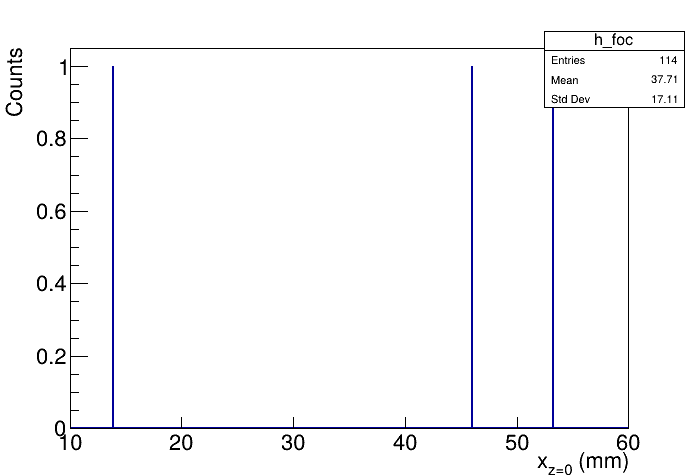 h_foc
Entries 114
Mean 37.71
Std Dev 17.11
Counts
1
0.8
0.6
0.4
0.2
0
10 20 30 40 50 60
x_{z=0} (mm)